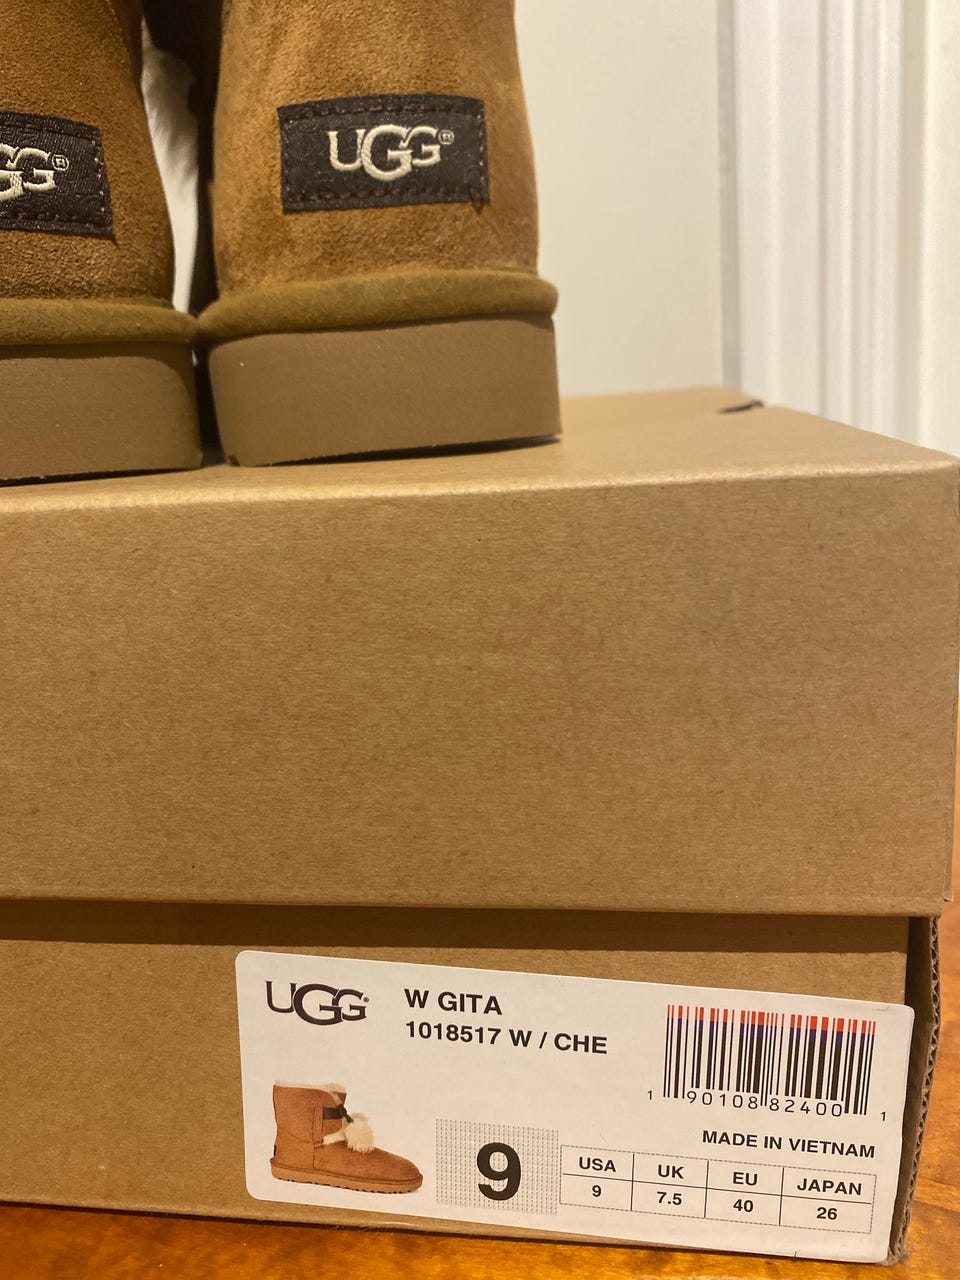 GG®
UGG®
UGG®
W GITA
1018517 W / CHE
1 90108 82400 1
MADE IN VIETNAM
9
USA UK EU JAPAN
9 7.5 40 26